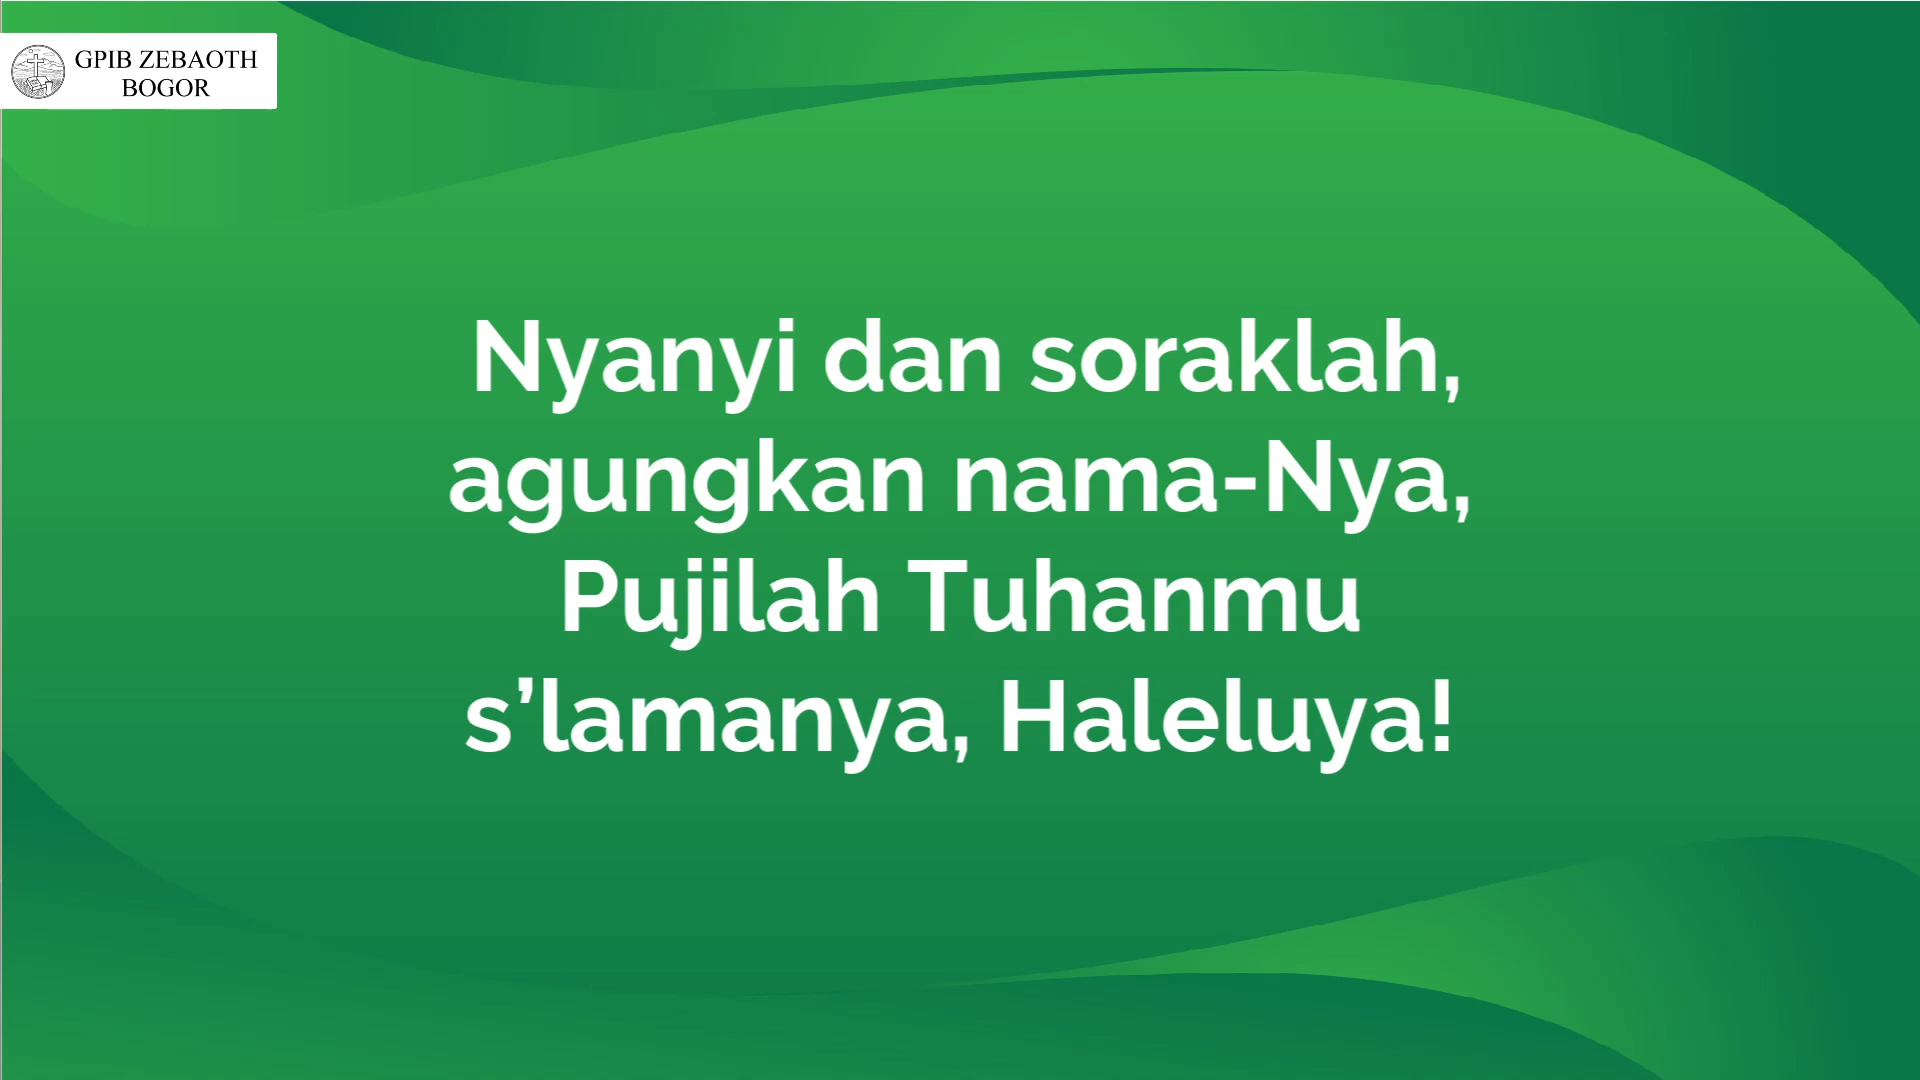 GPIB ZEBAOTH
BOGOR
Nyanyi dan soraklah,
agungkan nama-Nya,
Pujilah Tuhanmu
s’lamanya, Haleluya!